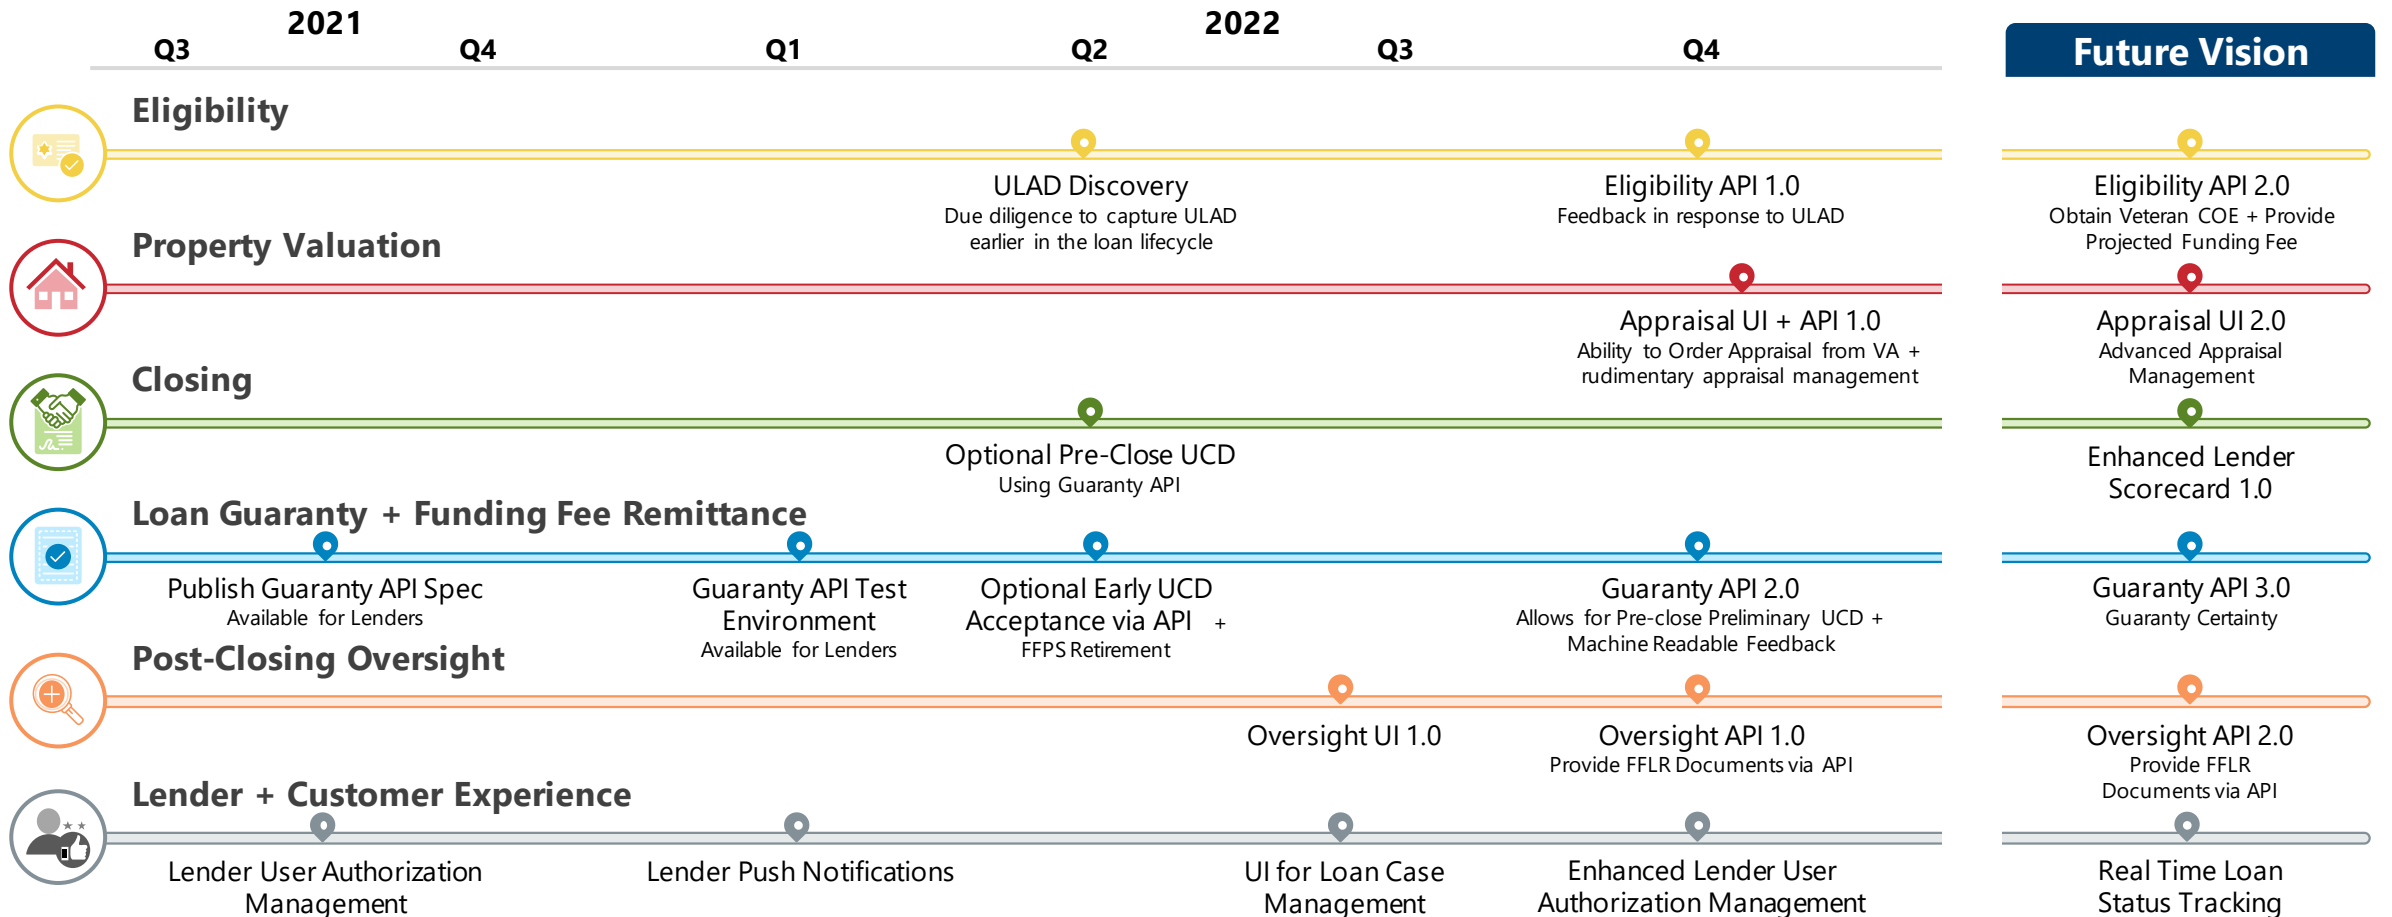 2021
2022
Q3
Q4
Q1
Q2
Q3
Q4
Future Vision
Eligibility
ULAD Discovery
Due diligence to capture ULAD
earlier in the loan lifecycle
Eligibility API 1.0
Feedback in response to ULAD
Eligibility API 2.0
Obtain Veteran COE + Provide
Projected Funding Fee
Property Valuation
Appraisal UI + API 1.0
Ability to Order Appraisal from VA +
rudimentary appraisal management
Appraisal UI 2.0
Advanced Appraisal
Management
Closing
Optional Pre-Close UCD
Using Guaranty API
Enhanced Lender
Scorecard 1.0
Loan Guaranty + Funding Fee Remittance
Publish Guaranty API Spec
Available for Lenders
Guaranty API Test
Environment
Available for Lenders
Optional Early UCD
Acceptance via API +
FFPS Retirement
Guaranty API 2.0
Allows for Pre-close Preliminary UCD +
Machine Readable Feedback
Guaranty API 3.0
Guaranty Certainty
Post-Closing Oversight
Oversight UI 1.0
Oversight API 1.0
Provide FFLR Documents via API
Oversight API 2.0
Provide FFLR
Documents via API
Lender + Customer Experience
Lender User Authorization
Management
Lender Push Notifications
UI for Loan Case
Management
Enhanced Lender User
Authorization Management
Real Time Loan
Status Tracking